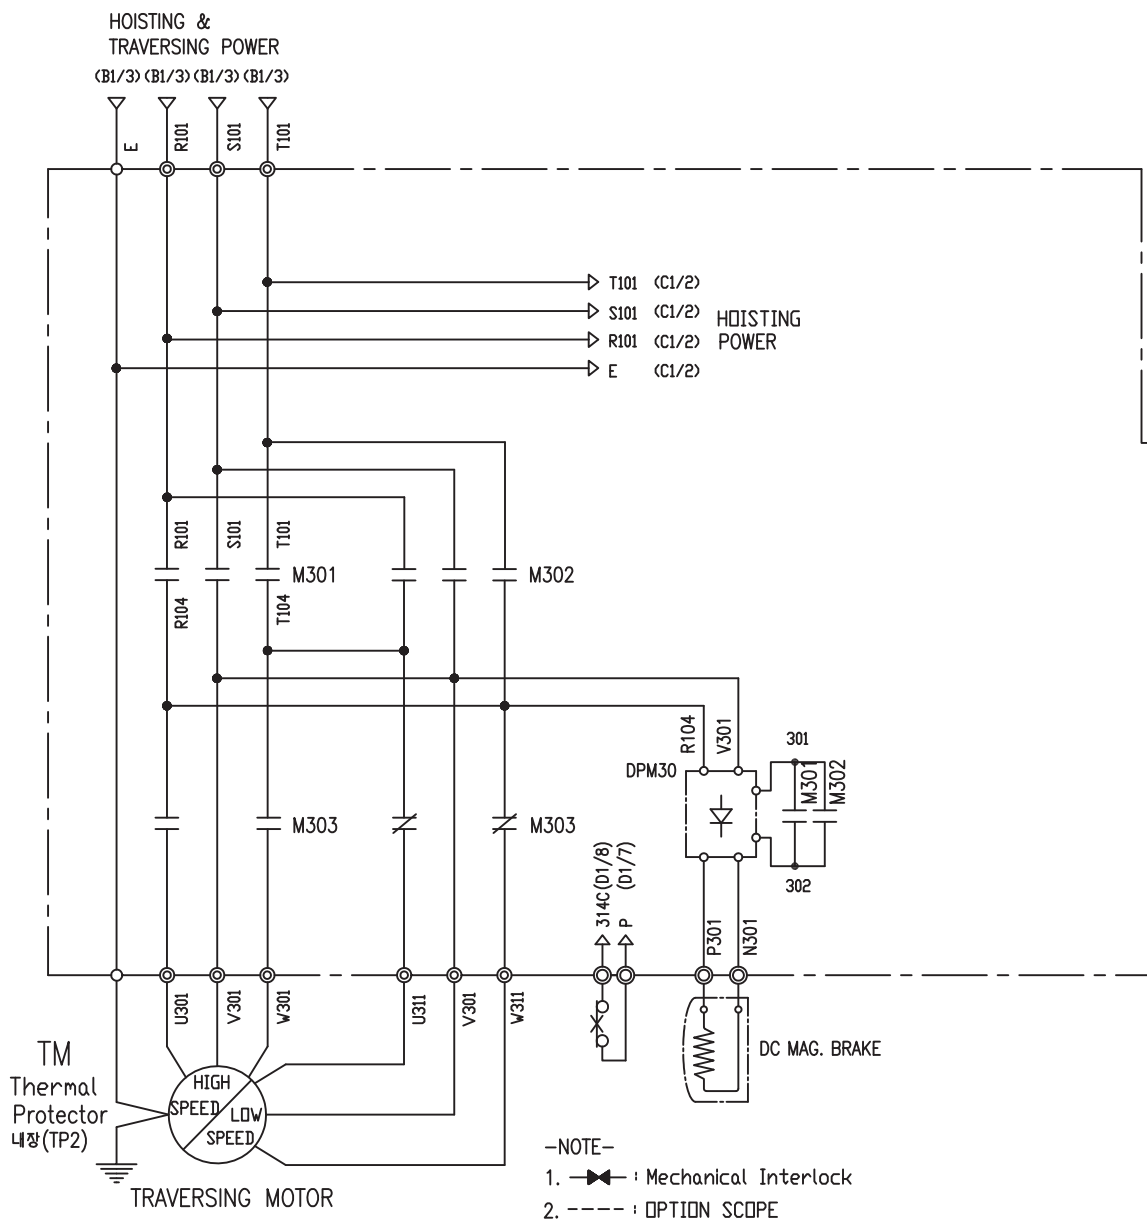 HOISTING &
TRAVERSING POWER
(B1/3) (B1/3) (B1/3) (B1/3)
E
R101
S101
T101
T101 (C1/2)
S101 (C1/2)
R101 (C1/2)
E (C1/2)
HOISTING
POWER
R101
S101
T101
M301
M302
R104
T104
R104
V301
DPM30
301
M301
M302
302
M303
M303
314C(D1/8)
P (D1/7)
P301
N301
U301
V301
W301
U311
V301
W311
TM
Thermal
Protector
내장(TP2)
HIGH
SPEED
LOW
SPEED
DC MAG. BRAKE
TRAVERSING MOTOR
-NOTE-
1. : Mechanical Interlock
2. ----- : OPTION SCOPE